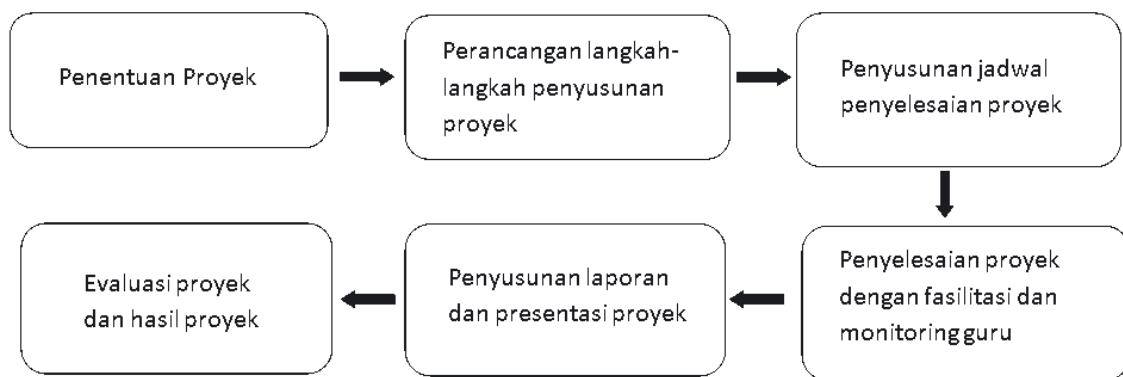 Penentuan Proyek
Perancangan langkah-
langkah penyusunan
proyek
Penyusunan jadwal
penyelesaian proyek
Penyelesaian proyek
dengan fasilitasi dan
monitoring guru
Penyusunan laporan
dan presentasi proyek
Evaluasi proyek
dan hasil proyek